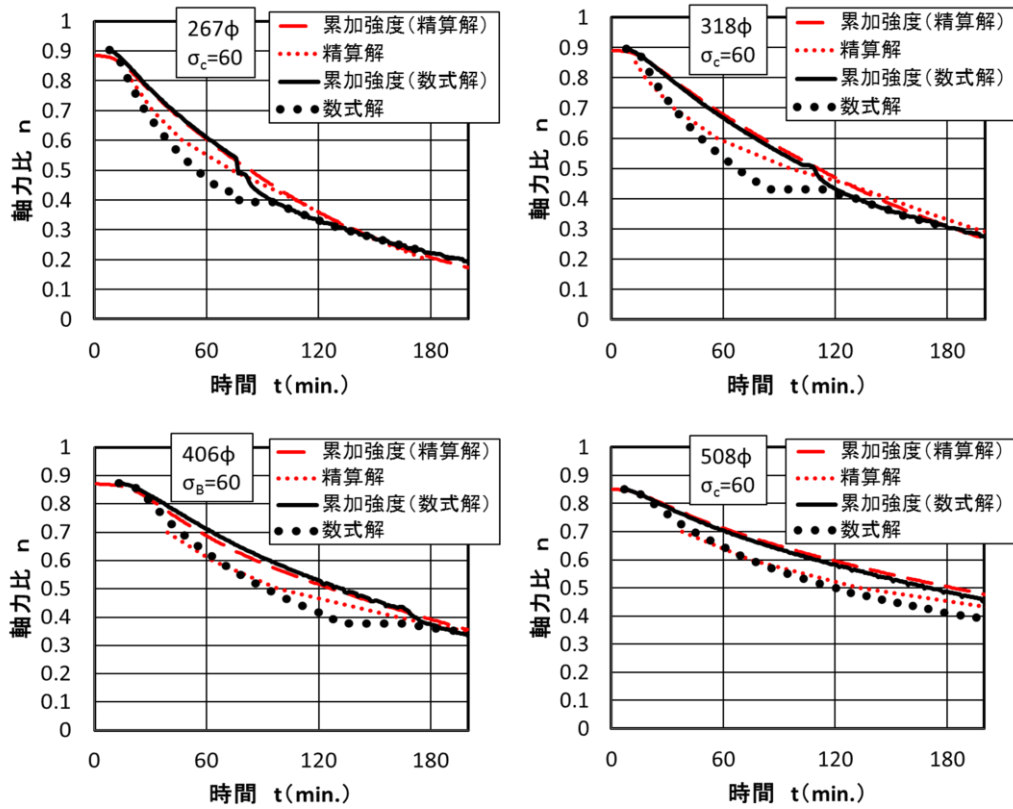 267φ
σc=60
累加強度(精算解)
精算解
累加強度(数式解)
数式解
1
0.9
0.8
0.7
0.6
0.5
0.4
0.3
0.2
0.1
0
軸力比 n
0 60 120 180
時間 t(min.)
318φ
σc=60
累加強度(精算解)
精算解
累加強度(数式解)
数式解
1
0.9
0.8
0.7
0.6
0.5
0.4
0.3
0.2
0.1
0
軸力比 n
0 60 120 180
時間 t(min.)
406φ
σB=60
累加強度(精算解)
精算解
累加強度(数式解)
数式解
1
0.9
0.8
0.7
0.6
0.5
0.4
0.3
0.2
0.1
0
軸力比 n
0 60 120 180
時間 t(min.)
508φ
σc=60
累加強度(精算解)
精算解
累加強度(数式解)
数式解
1
0.9
0.8
0.7
0.6
0.5
0.4
0.3
0.2
0.1
0
軸力比 n
0 60 120 180
時間 t(min.)